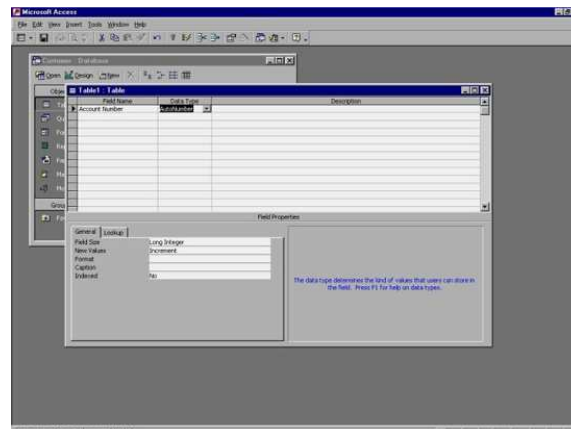 Microsoft Access
File Edit View Insert Tools Window Help
Customer : Database
Open Design New
Table1 : Table
Field Name Data Type Description
Account Number AutoNumber
Field Properties
General Lookup
Field Size Long Integer
New Values Increment
Format
Caption
Indexed No
The data type determines the kind of values that users can store in
the field. Press F1 for help on data types.